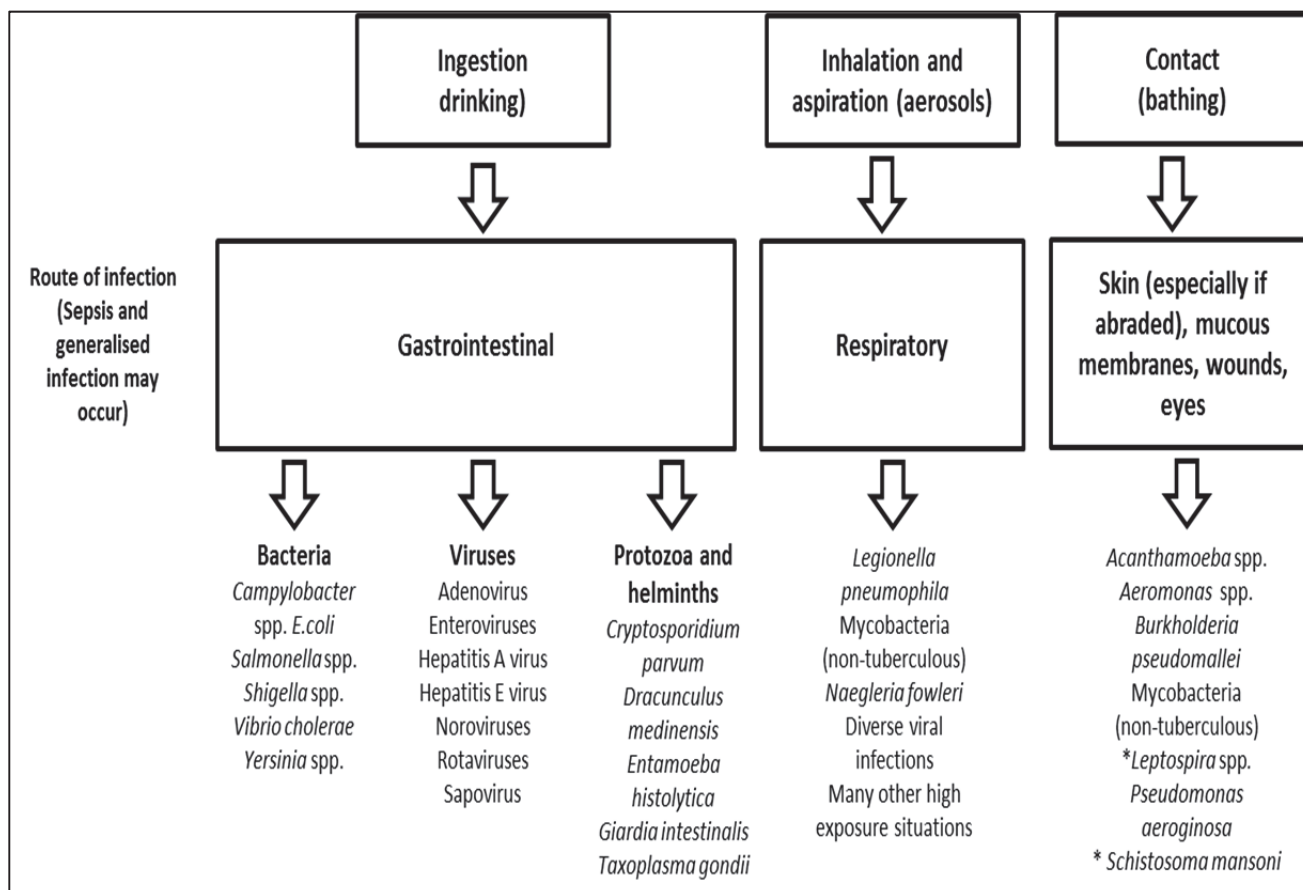 Ingestion
drinking)
Inhalation and
aspiration (aerosols)
Contact
(bathing)
Route of infection
(Sepsis and
generalised
infection may
occur)
Gastrointestinal
Respiratory
Skin (especially if
abraded), mucous
membranes, wounds,
eyes
Bacteria
Campylobacter
spp. E.coli
Salmonella spp.
Shigella spp.
Vibrio cholerae
Yersinia spp.
Viruses
Adenovirus
Enteroviruses
Hepatitis A virus
Hepatitis E virus
Noroviruses
Rotaviruses
Sapovirus
Protozoa and
helminths
Cryptosporidium
parvum
Dracunculus
medinensis
Entamoeba
histolytica
Giardia intestinalis
Taxoplasma gondii
Legionella
pneumophila
Mycobacteria
(non-tuberculous)
Naegleria fowleri
Diverse viral
infections
Many other high
exposure situations
Acanthamoeba spp.
Aeromonas spp.
Burkholderia
pseudomallei
Mycobacteria
(non-tuberculous)
*Leptospira spp.
Pseudomonas
aeroginosa
* Schistosoma mansoni